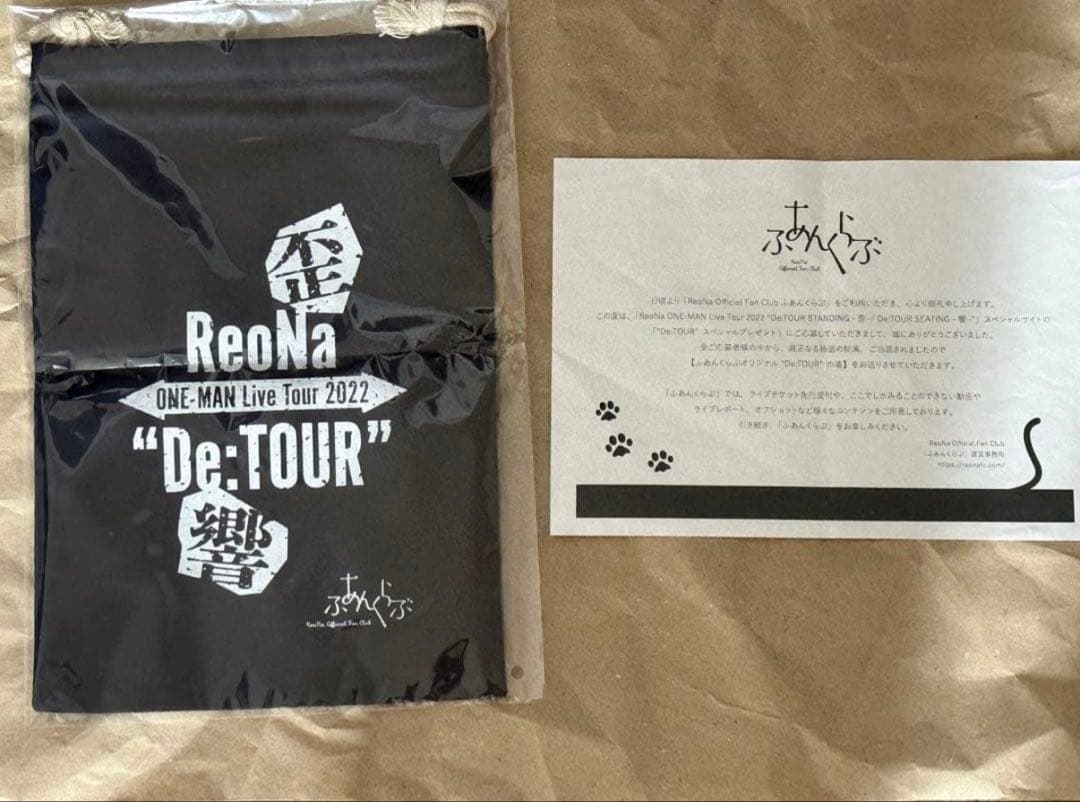 歪
ReoNa
ONE-MAN Live Tour 2022
“De:TOUR”
響
ふあんくらぶ
ReoNa Official Fan Club
ふあんくらぶ
ReoNa
Official Fan Club
日頃より「ReoNa Official Fan Club ふあんくらぶ」をご利用いただき、心より御礼申し上げます。
この度は、「ReoNa ONE-MAN Live Tour 2022 "De:TOUR STANDING - 歪 -/ De:TOUR SEATING - 響 -"」スペシャルサイトの
「"De:TOUR" スペシャルプレゼント」にご応募していただきまして、誠にありがとうございました。
全ご応募者様の中から、厳正なる抽選の結果、ご当選されましたので
【ふあんくらぶオリジナル "De:TOUR" 巾着】をお送りさせていただきます。
「ふあんくらぶ」では、ライブチケット先行受付や、ここでしかみることのできない動画や
ライブレポート、オフショットなど様々なコンテンツをご用意しております。
引き続き、「ふあんくらぶ」をお楽しみください。
ReoNa Official Fan Club
「ふあんくらぶ」運営事務局
https://reonafc.com/